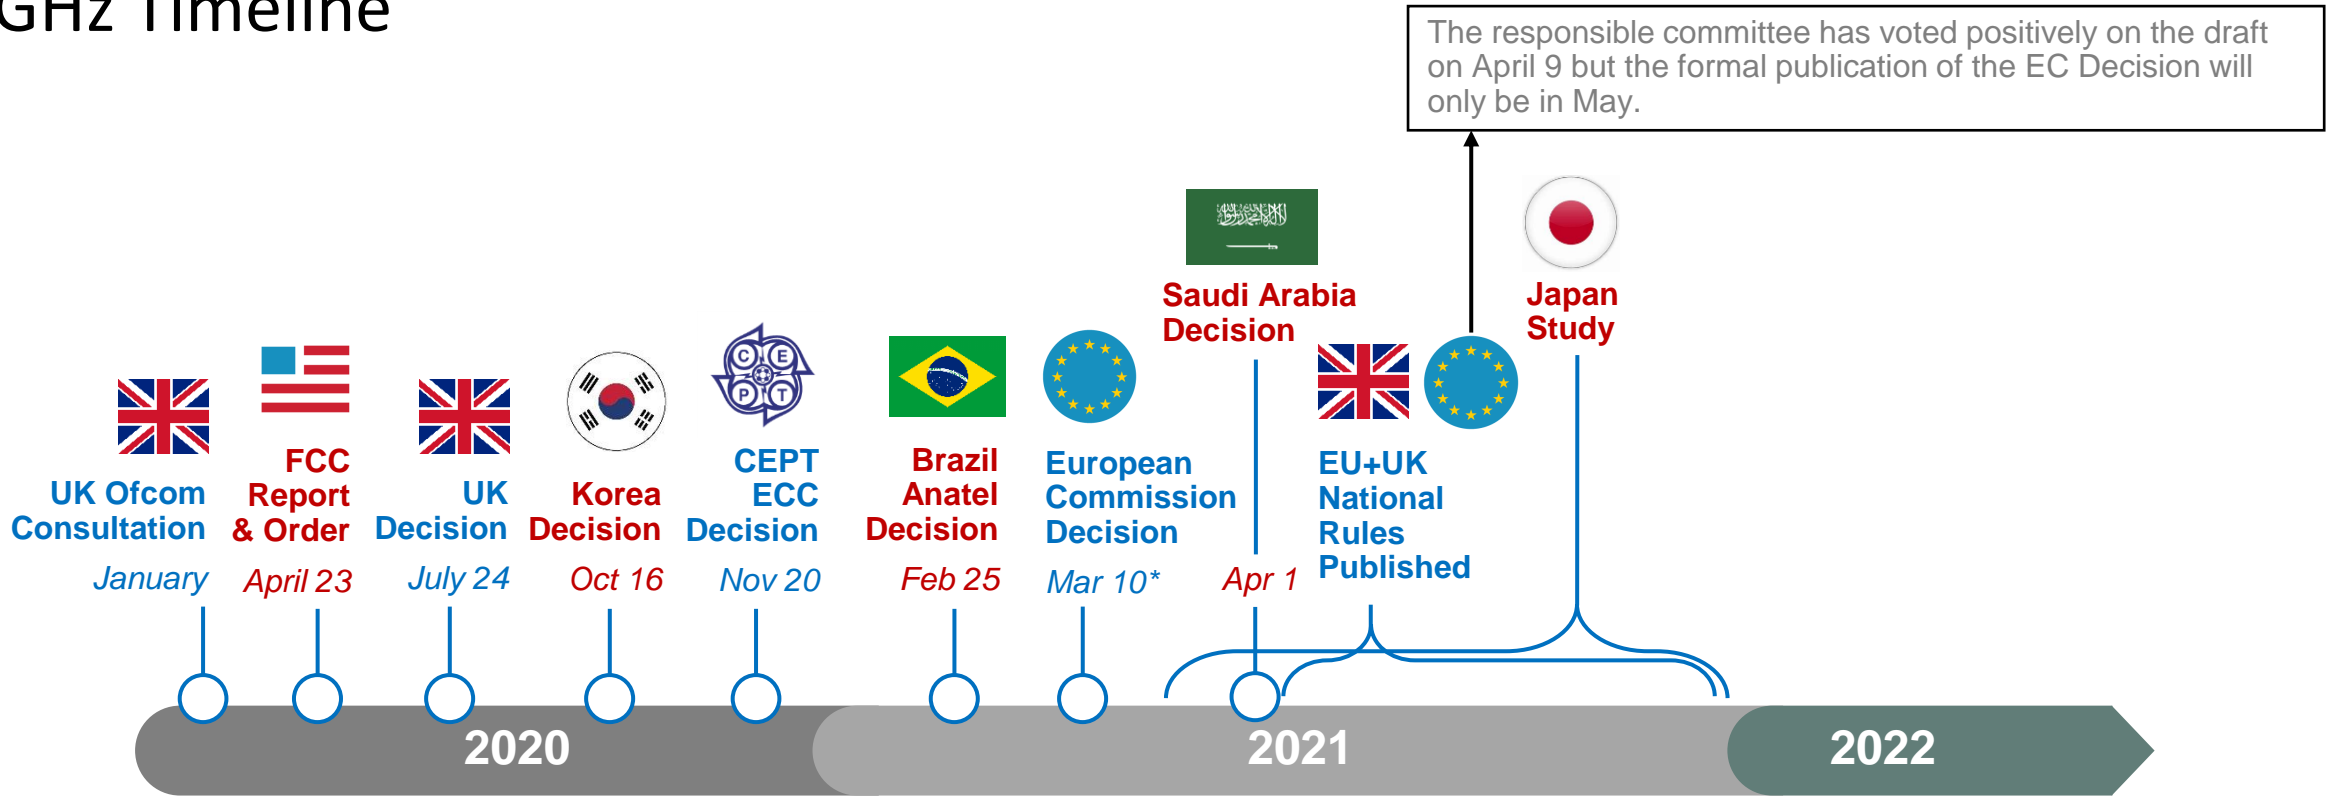 GHz Timeline
The responsible committee has voted positively on the draft
on April 9 but the formal publication of the EC Decision will
only be in May.
UK Ofcom
Consultation
January
FCC
Report
& Order
April 23
UK
Decision
July 24
Korea
Decision
Oct 16
C E
P T
CEPT
ECC
Decision
Nov 20
Brazil
Anatel
Decision
Feb 25
European
Commission
Decision
Mar 10*
Saudi Arabia
Decision
Apr 1
EU+UK
National
Rules
Published
Japan
Study
2020
2021
2022